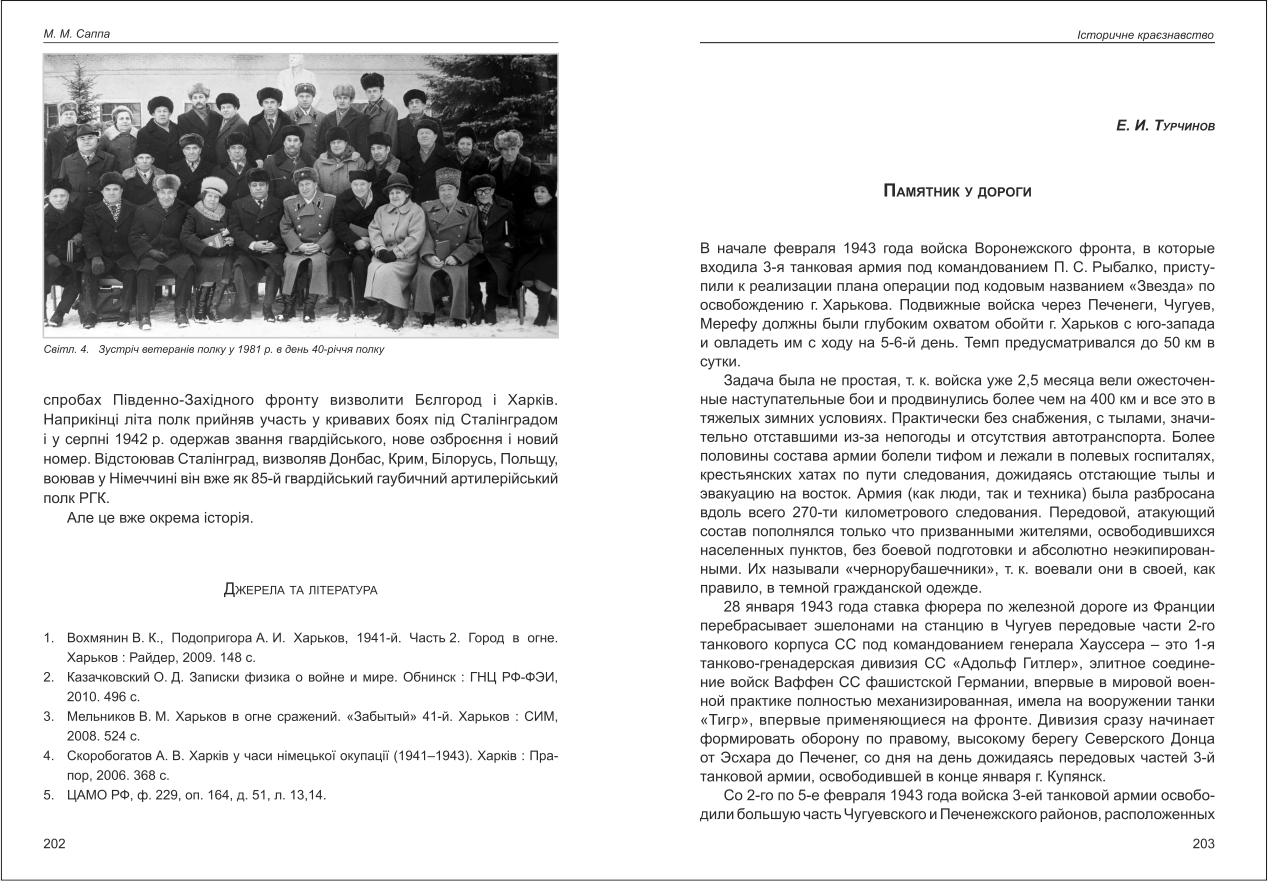 М. М. Саппа
Світл. 4. Зустріч ветеранів полку у 1981 р. в день 40-річчя полку
спробах Південно-Західного фронту визволити Бєлгород і Харків.
Наприкінці літа полк прийняв участь у кривавих боях під Сталінградом
і у серпні 1942 р. одержав звання гвардійського, нове озброєння і новий
номер. Відстоював Сталінград, визволяв Донбас, Крим, Білорусь, Польщу,
воював у Німеччині він вже як 85-й гвардійський гаубичний артилерійський
полк РГК.
Але це вже окрема історія.
Джерела та література
1. Вохмянин В. К., Подопригора А. И. Харьков, 1941-й. Часть 2. Город в огне.
Харьков : Райдер, 2009. 148 с.
2. Казачковский О. Д. Записки физика о войне и мире. Обнинск : ГНЦ РФ-ФЭИ,
2010. 496 с.
3. Мельников В. М. Харьков в огне сражений. «Забытый» 41-й. Харьков : СИМ,
2008. 524 с.
4. Скоробогатов А. В. Харків у часи німецької окупації (1941–1943). Харків : Пра-
пор, 2006. 368 с.
5. ЦАМО РФ, ф. 229, оп. 164, д. 51, л. 13,14.
202
Історичне краєзнавство
Е. И. Турчинов
Памятник у дороги
В начале февраля 1943 года войска Воронежского фронта, в которые
входила 3-я танковая армия под командованием П. С. Рыбалко, присту-
пили к реализации плана операции под кодовым названием «Звезда» по
освобождению г. Харькова. Подвижные войска через Печенеги, Чугуев,
Мерефу должны были глубоким охватом обойти г. Харьков с юго-запада
и овладеть им с ходу на 5-6-й день. Темп предусматривался до 50 км в
сутки.
Задача была не простая, т. к. войска уже 2,5 месяца вели ожесточен-
ные наступательные бои и продвинулись более чем на 400 км и все это в
тяжелых зимних условиях. Практически без снабжения, с тылами, значи-
тельно отставшими из-за непогоды и отсутствия автотранспорта. Более
половины состава армии болели тифом и лежали в полевых госпиталях,
крестьянских хатах по пути следования, дожидаясь отстающие тылы и
эвакуацию на восток. Армия (как люди, так и техника) была разбросана
вдоль всего 270-ти километрового следования. Передовой, атакующий
состав пополнялся только что призванными жителями, освободившихся
населенных пунктов, без боевой подготовки и абсолютно неэкипирован-
ными. Их называли «чернорубашечники», т. к. воевали они в своей, как
правило, в темной гражданской одежде.
28 января 1943 года ставка фюрера по железной дороге из Франции
перебрасывает эшелонами на станцию в Чугуев передовые части 2-го
танкового корпуса СС под командованием генерала Хауссера – это 1-я
танково-гренадерская дивизия СС «Адольф Гитлер», элитное соедине-
ние войск Ваффен СС фашистской Германии, впервые в мировой воен-
ной практике полностью механизированная, имела на вооружении танки
«Тигр», впервые применяющиеся на фронте. Дивизия сразу начинает
формировать оборону по правому, высокому берегу Северского Донца
от Эсхара до Печенег, со дня на день дожидаясь передовых частей 3-й
танковой армии, освободившей в конце января г. Купянск.
Со 2-го по 5-е февраля 1943 года войска 3-ей танковой армии освобо-
дили большую часть Чугуевского и Печенежского районов, расположенных
203